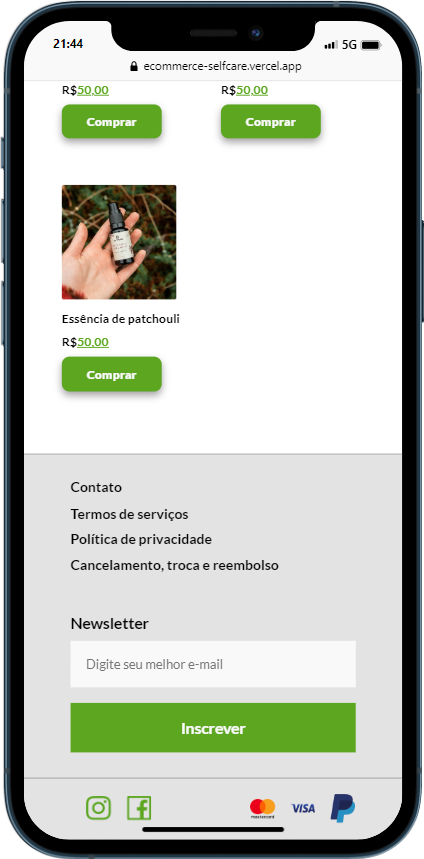 21:44
5G
ecommerce-selfcare.vercel.app
R$50,00 R$50,00
Comprar Comprar
Essência de patchouli
R$50,00
Comprar
Contato
Termos de serviços
Política de privacidade
Cancelamento, troca e reembolso
Newsletter
Digite seu melhor e-mail
Inscrever
mastercard VISA